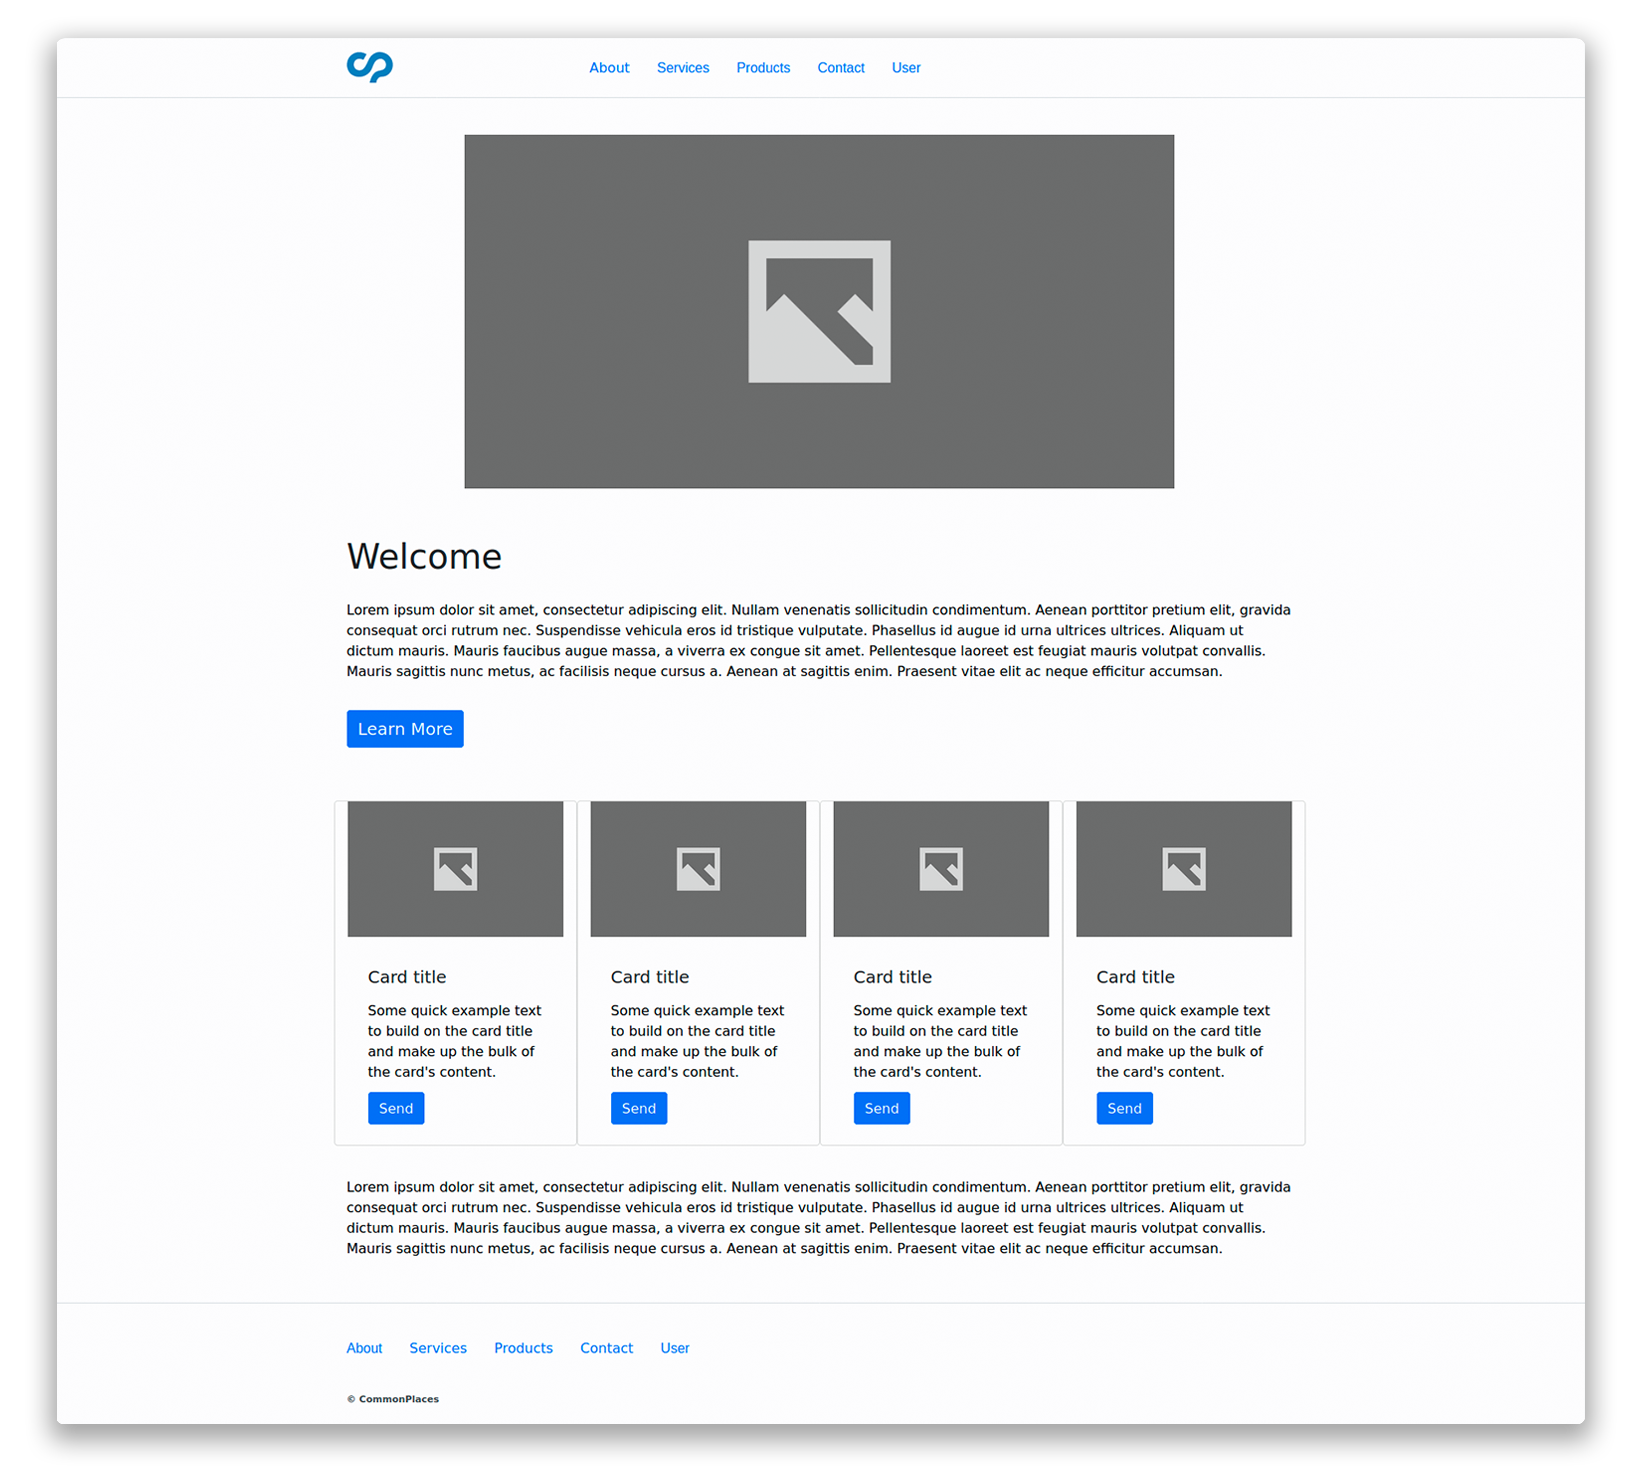 About Services Products Contact User
Welcome
Lorem ipsum dolor sit amet, consectetur adipiscing elit. Nullam venenatis sollicitudin condimentum. Aenean porttitor pretium elit, gravida
consequat orci rutrum nec. Suspendisse vehicula eros id tristique vulputate. Phasellus id augue id urna ultrices ultrices. Aliquam ut
dictum mauris. Mauris faucibus augue massa, a viverra ex congue sit amet. Pellentesque laoreet est feugiat mauris volutpat convallis.
Mauris sagittis nunc metus, ac facilisis neque cursus a. Aenean at sagittis enim. Praesent vitae elit ac neque efficitur accumsan.
Learn More
Card title
Some quick example text
to build on the card title
and make up the bulk of
the card's content.
Send
Card title
Some quick example text
to build on the card title
and make up the bulk of
the card's content.
Send
Card title
Some quick example text
to build on the card title
and make up the bulk of
the card's content.
Send
Card title
Some quick example text
to build on the card title
and make up the bulk of
the card's content.
Send
Lorem ipsum dolor sit amet, consectetur adipiscing elit. Nullam venenatis sollicitudin condimentum. Aenean porttitor pretium elit, gravida
consequat orci rutrum nec. Suspendisse vehicula eros id tristique vulputate. Phasellus id augue id urna ultrices ultrices. Aliquam ut
dictum mauris. Mauris faucibus augue massa, a viverra ex congue sit amet. Pellentesque laoreet est feugiat mauris volutpat convallis.
Mauris sagittis nunc metus, ac facilisis neque cursus a. Aenean at sagittis enim. Praesent vitae elit ac neque efficitur accumsan.
About Services Products Contact User
© CommonPlaces